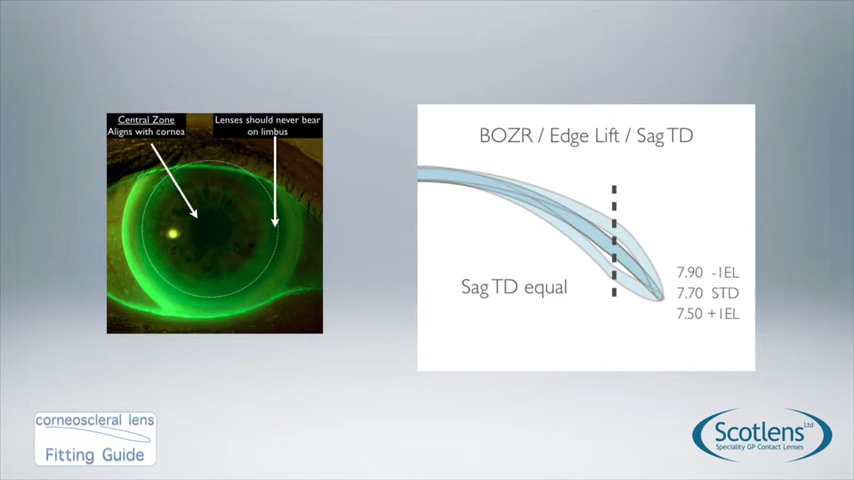 Central Zone
Aligns with cornea
Lenses should never bear
on limbus
BOZR / Edge Lift / Sag TD
Sag TD equal
7.90 -1EL
7.70 STD
7.50 +1EL
corneoscleral lens
Fitting Guide
Scotlens Ltd
Speciality GP Contact Lenses